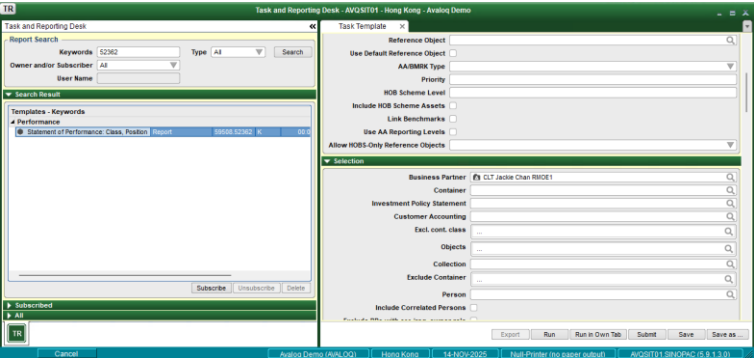 TR
Task and Reporting Desk - AVQSIT01 - Hong Kong - Avaloq Demo
Task and Reporting Desk
Report Search
Keywords 52362 Type All Search
Owner and/or Subscriber All
User Name
Search Result
Templates - Keywords
Performance
Statement of Performance: Class, Position Report 59500.52362 K 00:0
Subscribe Unsubscribe Delete
Subscribed
All
TR
Task Template
Reference Object
Use Default Reference Object
AA/BMRK Type
Priority
HOB Scheme Level
Include HOB Scheme Assets
Link Benchmarks
Use AA Reporting Levels
Allow HOBS-Only Reference Objects
Selection
Business Partner CLT Jackie Chan RMOE1
Container
Investment Policy Statement
Customer Accounting
Excl. cont. class ...
Objects ...
Collection
Exclude Container ...
Person
Include Correlated Persons
Export Run Run in Own Tab Submit Save Save as ...
Cancel Avaloq Demo (AVALOQ) Hong Kong 14-NOV-2025 Null-Printer (no paper output) AVQSIT01.SINOPAC (5.9.1.3.0)